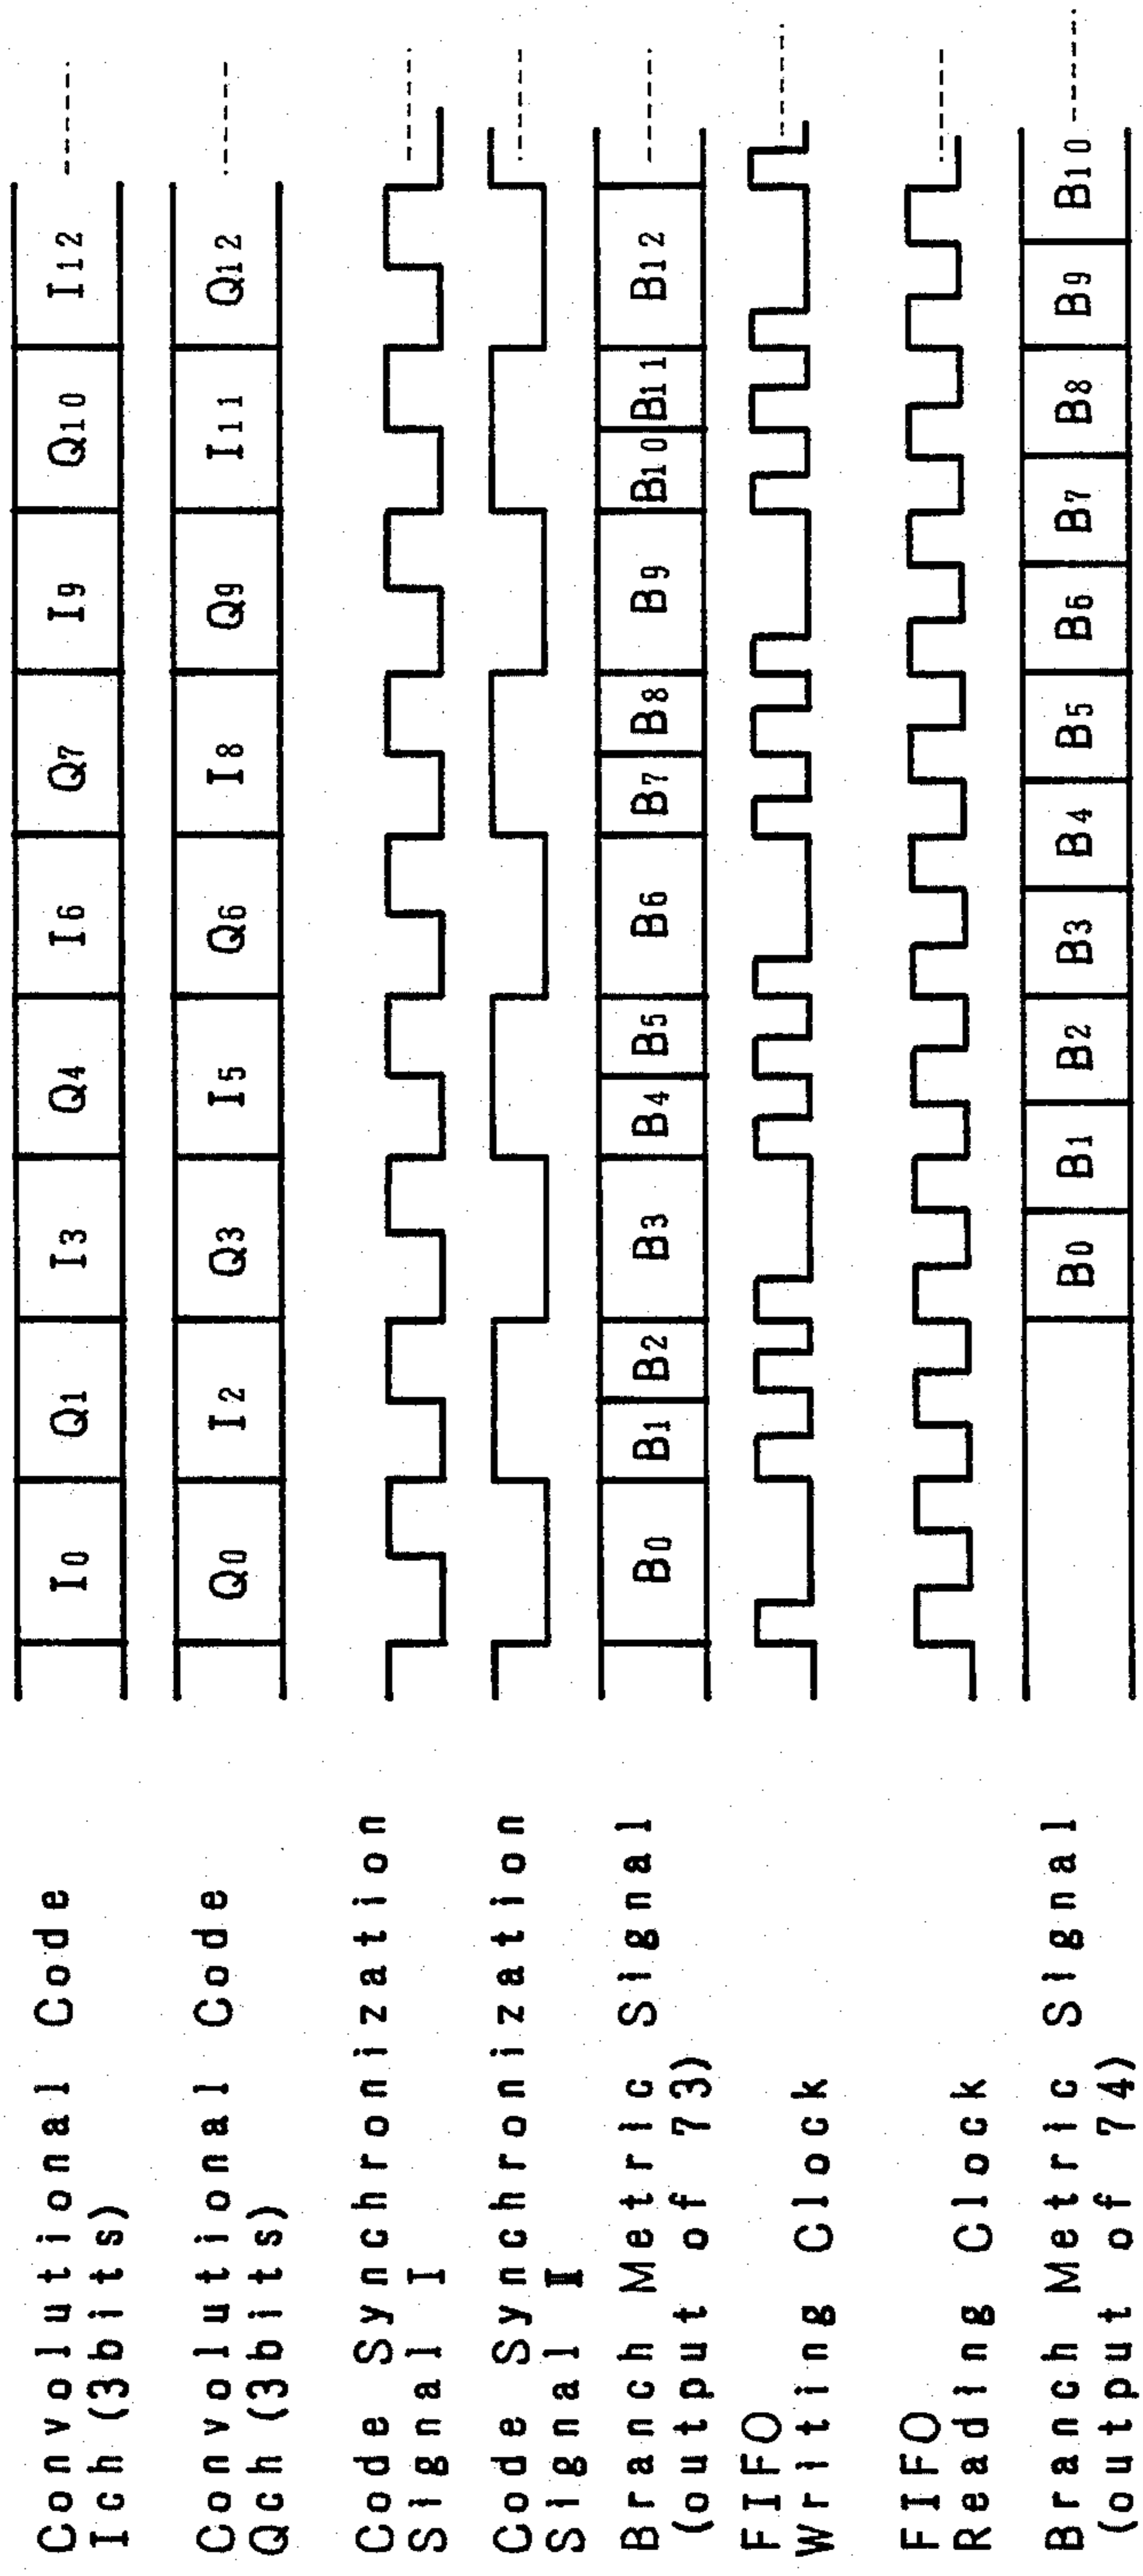 Convolutional Code
Ich (3bits)
I0 Q1 I3 Q4 I6 Q7 I9 Q10 I12
Convolutional Code
Qch (3bits)
Q0 I2 Q3 I5 Q6 I8 Q9 I11 Q12
Code Synchronization
Signal I
Code Synchronization
Signal II
Branch Metric Signal
(output of 73)
B0 B1 B2 B3 B4 B5 B6 B7 B8 B9 B10 B11 B12
FIFO
Writing Clock
FIFO
Reading Clock
Branch Metric Signal
(output of 74)
B0 B1 B2 B3 B4 B5 B6 B7 B8 B9 B10